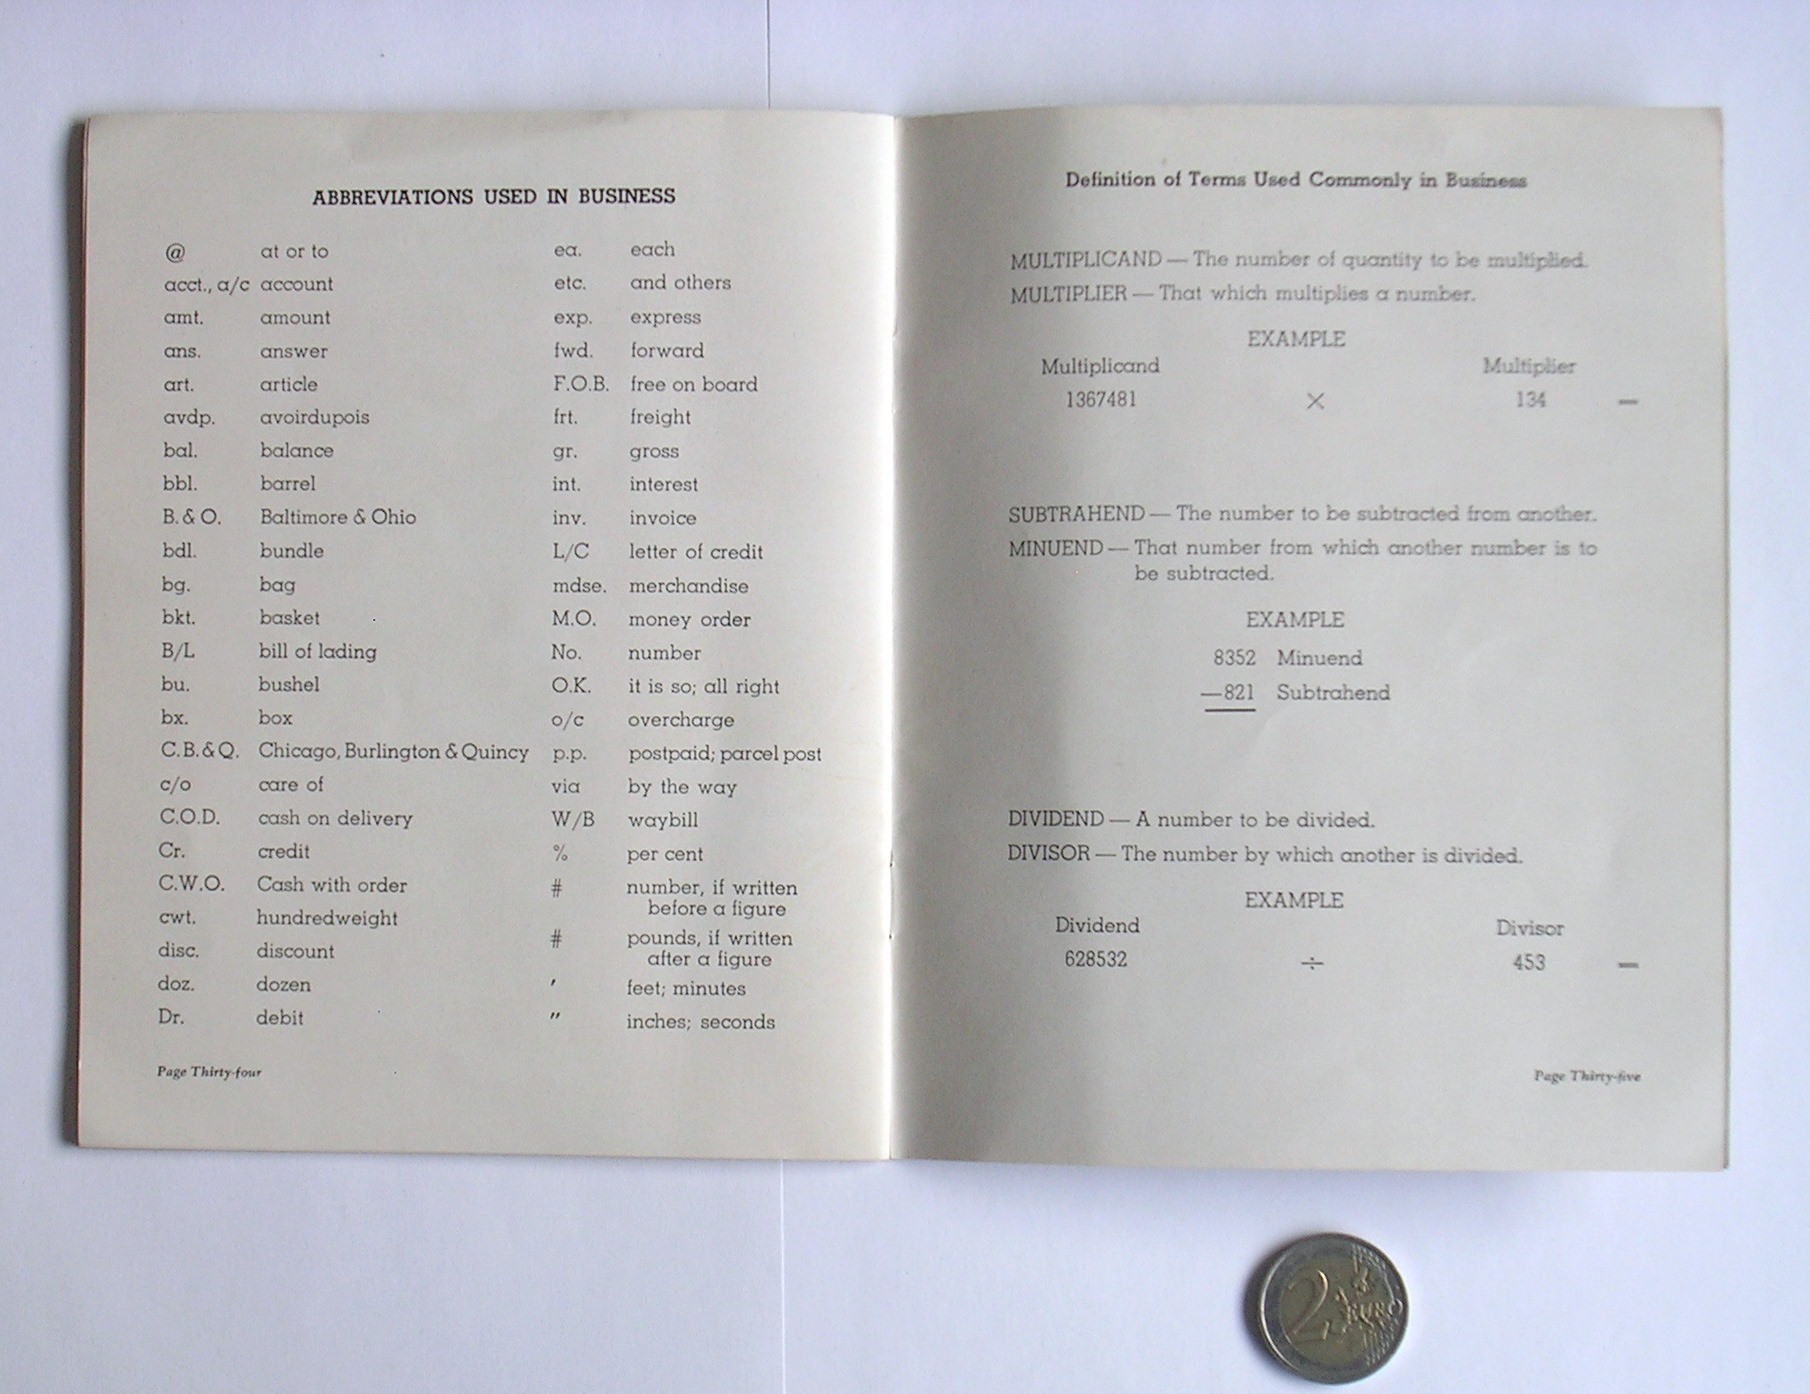 ABBREVIATIONS USED IN BUSINESS
@ at or to
acct., a/c account
amt. amount
ans. answer
art. article
avdp. avoirdupois
bal. balance
bbl. barrel
B. & O. Baltimore & Ohio
bdl. bundle
bg. bag
bkt. basket
B/L bill of lading
bu. bushel
bx. box
C.B. & Q. Chicago, Burlington & Quincy
c/o care of
C.O.D. cash on delivery
Cr. credit
C.W.O. Cash with order
cwt. hundredweight
disc. discount
doz. dozen
Dr. debit
ea. each
etc. and others
exp. express
fwd. forward
F.O.B. free on board
frt. freight
gr. gross
int. interest
inv. invoice
L/C letter of credit
mdse. merchandise
M.O. money order
No. number
O.K. it is so; all right
o/c overcharge
p.p. postpaid; parcel post
via by the way
W/B waybill
% per cent
# number, if written
before a figure
# pounds, if written
after a figure
′ feet; minutes
″ inches; seconds
Page Thirty-four
Definition of Terms Used Commonly in Business
MULTIPLICAND — The number of quantity to be multiplied.
MULTIPLIER — That which multiplies a number.
EXAMPLE
Multiplicand Multiplier
1367481 × 134 =
SUBTRAHEND — The number to be subtracted from another.
MINUEND — That number from which another number is to
be subtracted.
EXAMPLE
8352 Minuend
—821 Subtrahend
DIVIDEND — A number to be divided.
DIVISOR — The number by which another is divided.
EXAMPLE
Dividend Divisor
628532 ÷ 453 =
Page Thirty-five
2 EURO